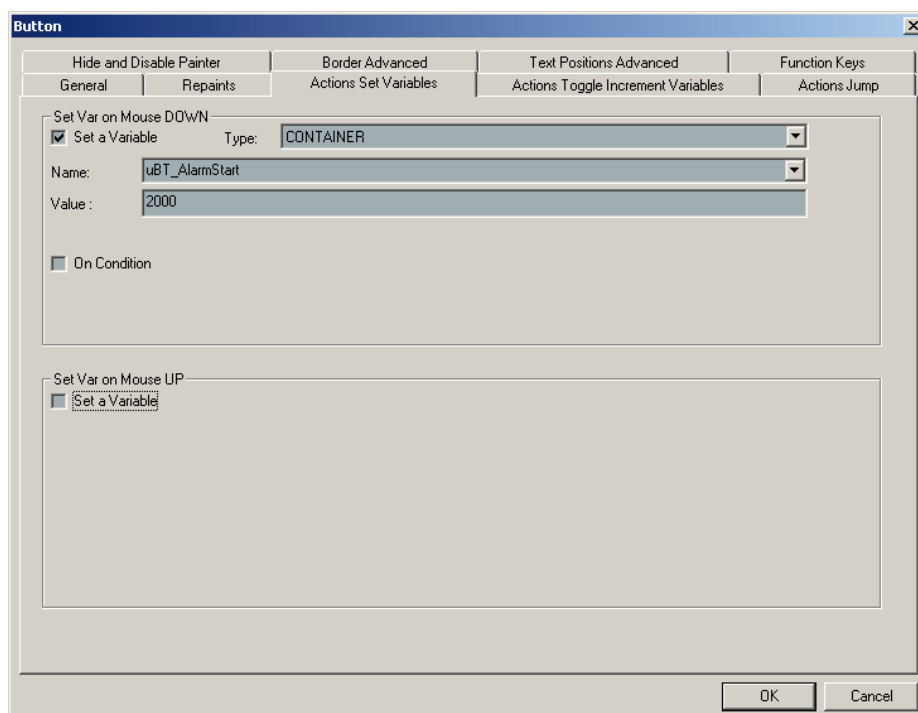 Button
Hide and Disable Painter Border Advanced Text Positions Advanced Function Keys
General Repaints Actions Set Variables Actions Toggle Increment Variables Actions Jump
Set Var on Mouse DOWN
Set a Variable Type: CONTAINER
Name: uBT_AlarmStart
Value : 2000
On Condition
Set Var on Mouse UP
Set a Variable
OK Cancel